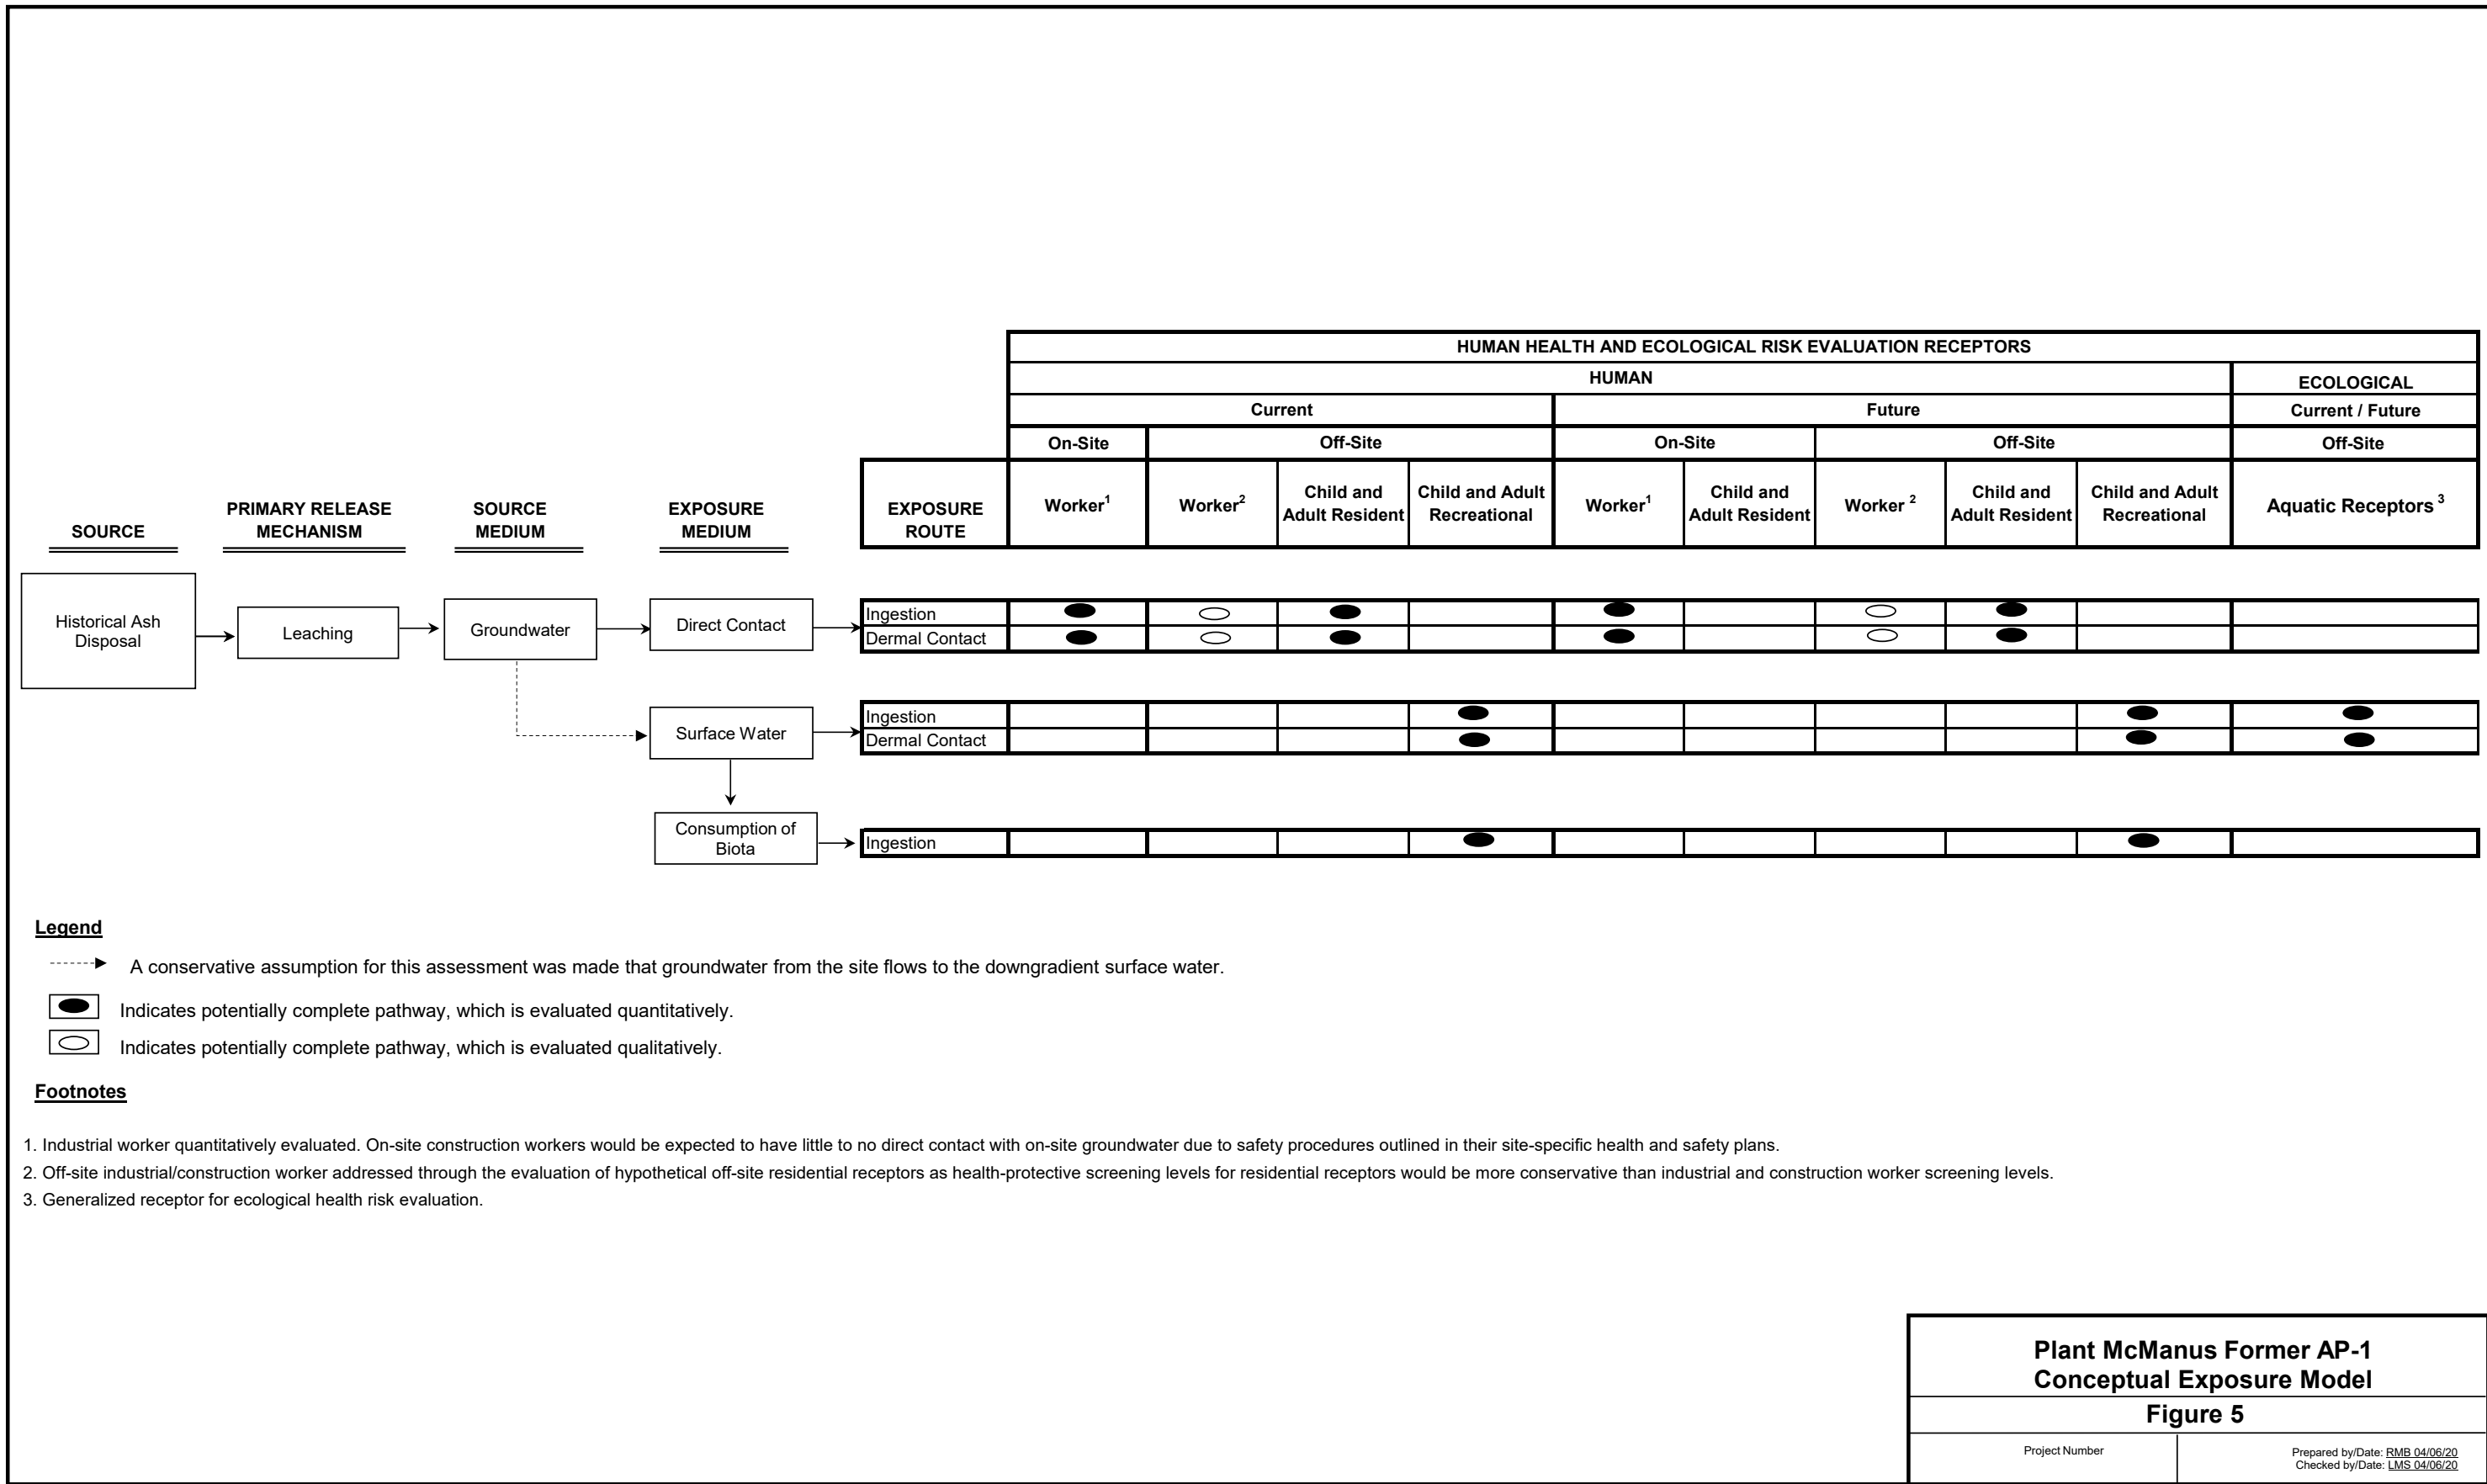 HUMAN HEALTH AND ECOLOGICAL RISK EVALUATION RECEPTORS
HUMAN
ECOLOGICAL
Current
Future
Current / Future
On-Site
Off-Site
On-Site
Off-Site
Off-Site
SOURCE
PRIMARY RELEASE
MECHANISM
SOURCE
MEDIUM
EXPOSURE
MEDIUM
EXPOSURE
ROUTE
Worker¹
Worker²
Child and
Adult Resident
Child and Adult
Recreational
Worker¹
Child and
Adult Resident
Worker ²
Child and
Adult Resident
Child and Adult
Recreational
Aquatic Receptors ³
Historical Ash
Disposal
Leaching
Groundwater
Direct Contact
Ingestion
Dermal Contact
Surface Water
Ingestion
Dermal Contact
Consumption of
Biota
Ingestion
Legend
A conservative assumption for this assessment was made that groundwater from the site flows to the downgradient surface water.
Indicates potentially complete pathway, which is evaluated quantitatively.
Indicates potentially complete pathway, which is evaluated qualitatively.
Footnotes
1. Industrial worker quantitatively evaluated. On-site construction workers would be expected to have little to no direct contact with on-site groundwater due to safety procedures outlined in their site-specific health and safety plans.
2. Off-site industrial/construction worker addressed through the evaluation of hypothetical off-site residential receptors as health-protective screening levels for residential receptors would be more conservative than industrial and construction worker screening levels.
3. Generalized receptor for ecological health risk evaluation.
Plant McManus Former AP-1
Conceptual Exposure Model
Figure 5
Project Number
Prepared by/Date: RMB 04/06/20
Checked by/Date: LMS 04/06/20